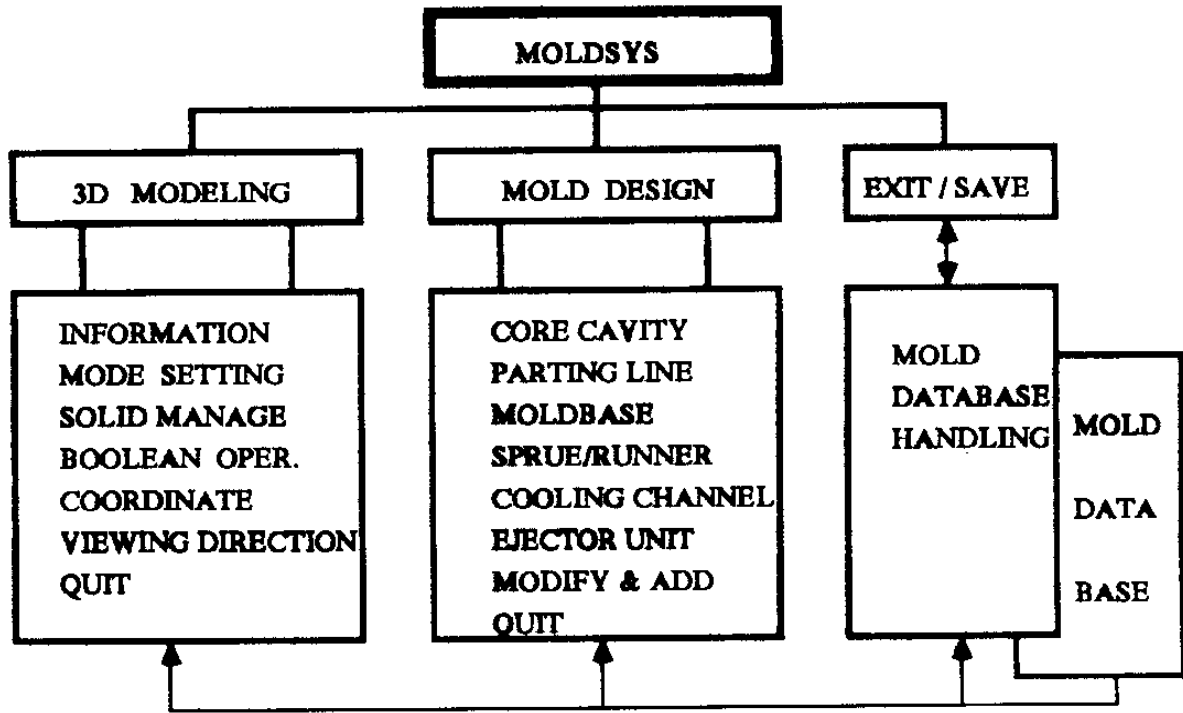 MOLDSYS
3D MODELING
MOLD DESIGN
EXIT / SAVE
INFORMATION
MODE SETTING
SOLID MANAGE
BOOLEAN OPER.
COORDINATE
VIEWING DIRECTION
QUIT
CORE CAVITY
PARTING LINE
MOLDBASE
SPRUE/RUNNER
COOLING CHANNEL
EJECTOR UNIT
MODIFY & ADD
QUIT
MOLD
DATABASE
HANDLING
MOLD
DATA
BASE